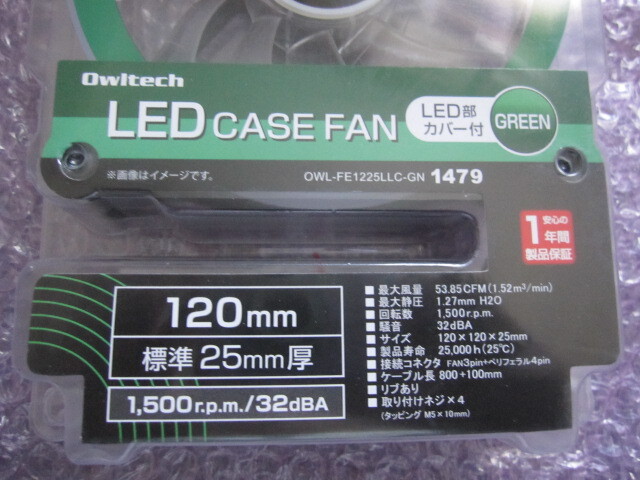 Owltech
LED CASE FAN
LED部
カバー付
GREEN
※画像はイメージです。
OWL-FE1225LLC-GN 1479
安心の
1年間
製品保証
120mm
標準 25mm厚
1,500r.p.m./32dBA
■ 最大風量 53.85CFM(1.52m³/min)
■ 最大静圧 1.27mm H2O
■ 回転数 1,500r.p.m.
■ 騒音 32dBA
■ サイズ 120×120×25mm
■ 製品寿命 25,000h(25℃)
■ 接続コネクタ FAN3pin+ペリフェラル4pin
■ ケーブル長 800+100mm
■ リブあり
■ 取り付けネジ×4
(タッピング M5×10mm)